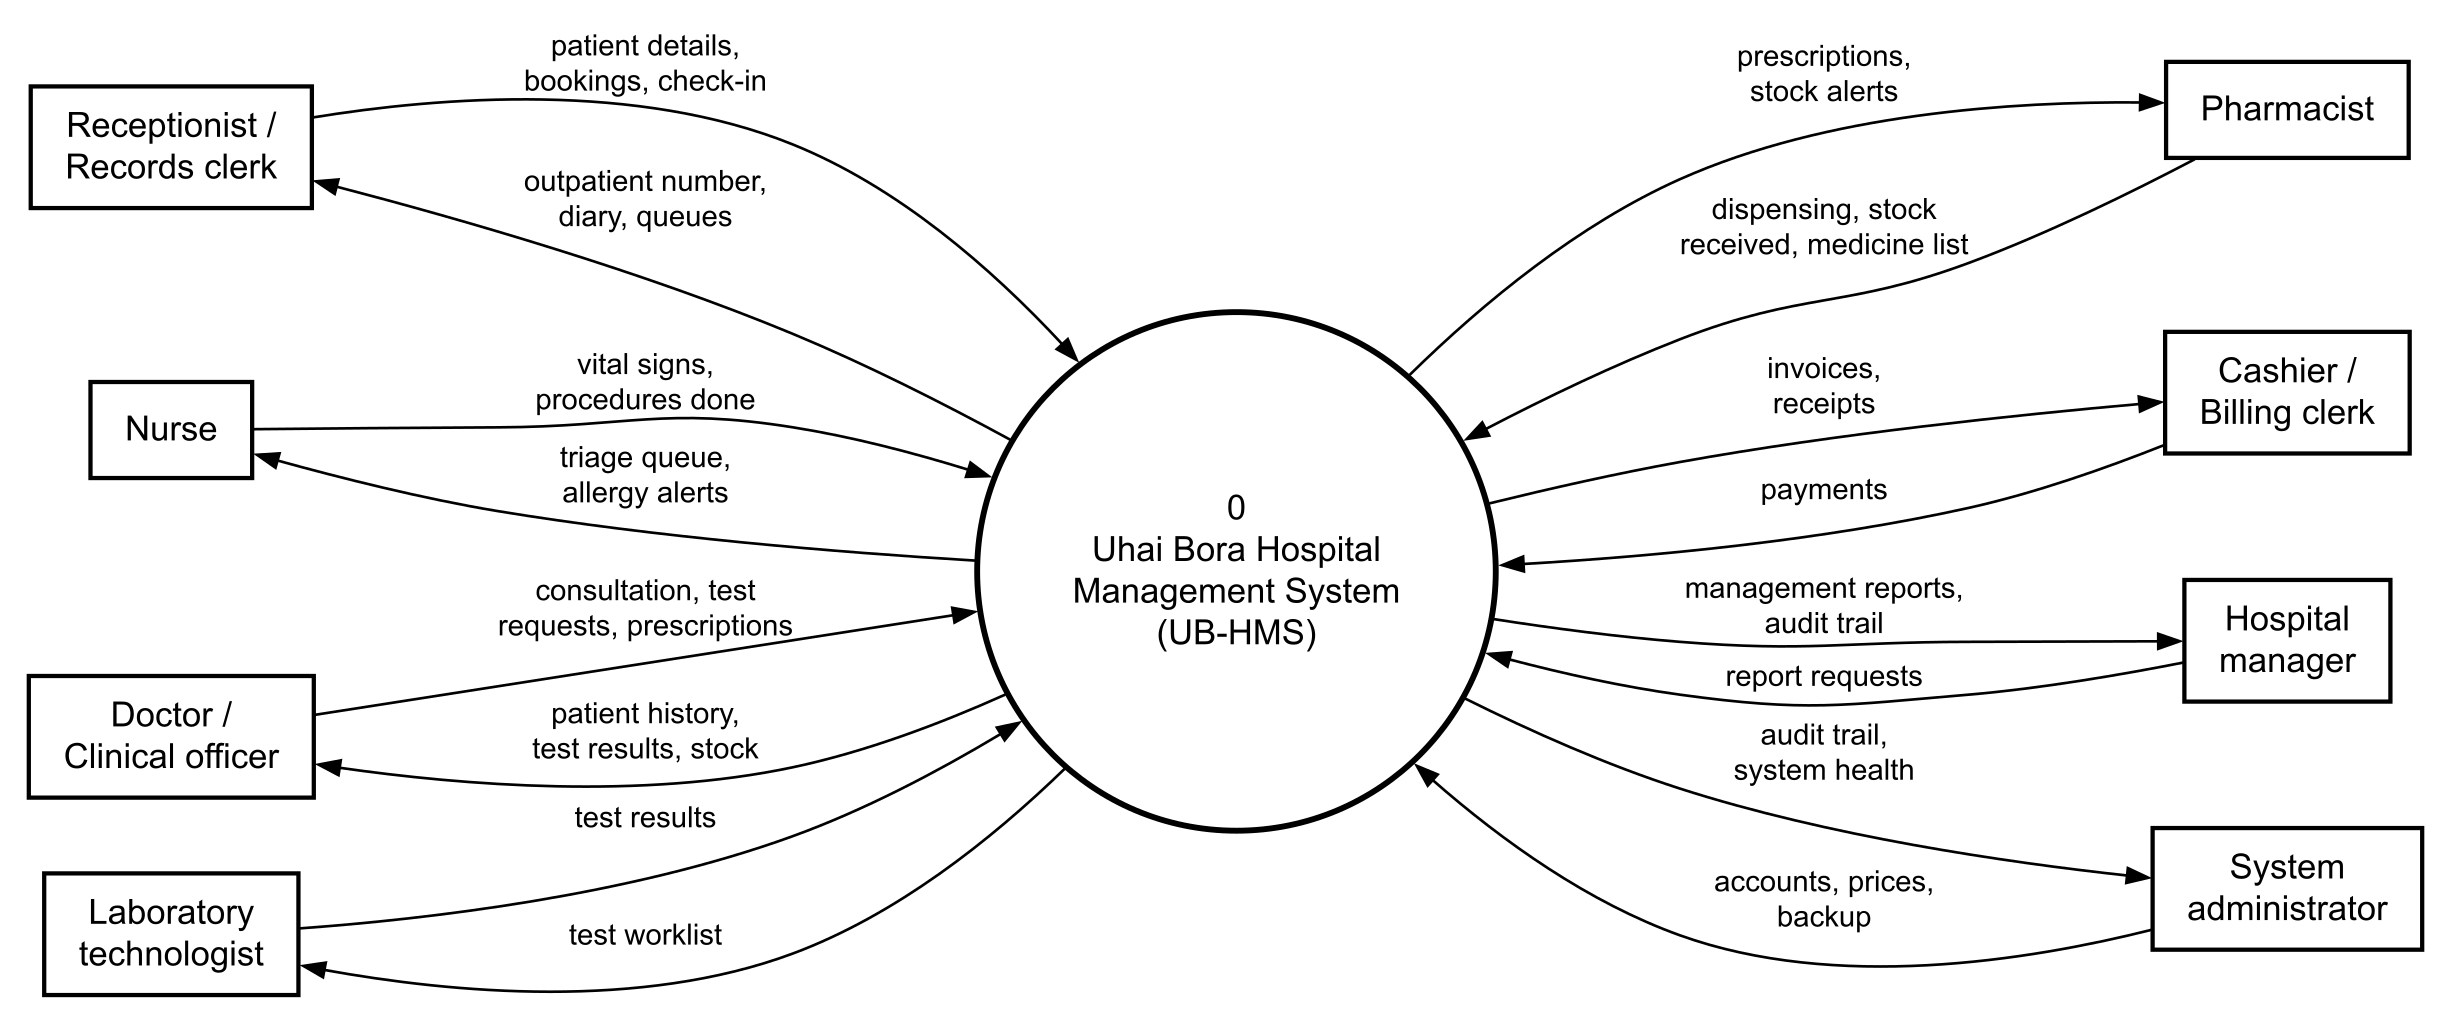 patient details,
bookings, check-in
Receptionist /
Records clerk
outpatient number,
diary, queues
vital signs,
procedures done
Nurse
triage queue,
allergy alerts
consultation, test
requests, prescriptions
Doctor /
Clinical officer
patient history,
test results, stock
test results
Laboratory
technologist
test worklist
0
Uhai Bora Hospital
Management System
(UB-HMS)
prescriptions,
stock alerts
Pharmacist
dispensing, stock
received, medicine list
invoices,
receipts
Cashier /
Billing clerk
payments
management reports,
audit trail
Hospital
manager
report requests
audit trail,
system health
System
administrator
accounts, prices,
backup